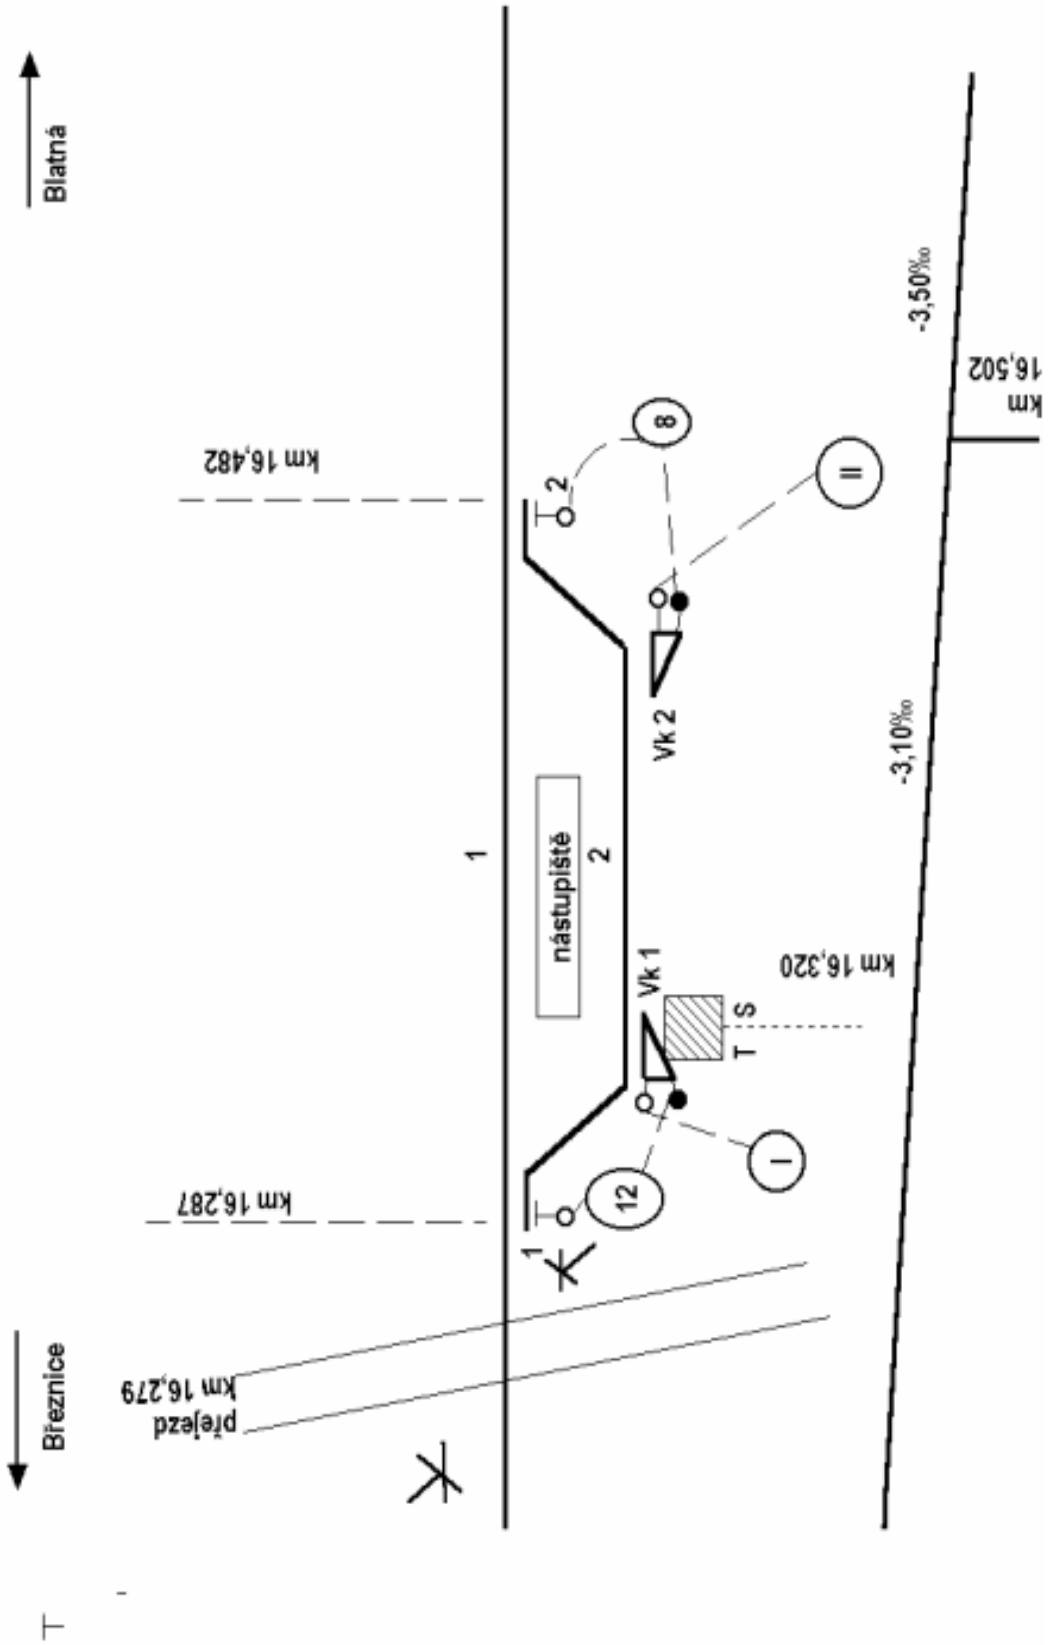 Březnice
Blatná
přejezd
km 16,279
km 16,287
km 16,482
1
1
2
nástupiště
2
12
8
Vk 1
Vk 2
T S
I
II
km 16,320
-3,10‰
-3,50‰
km
16,502
T